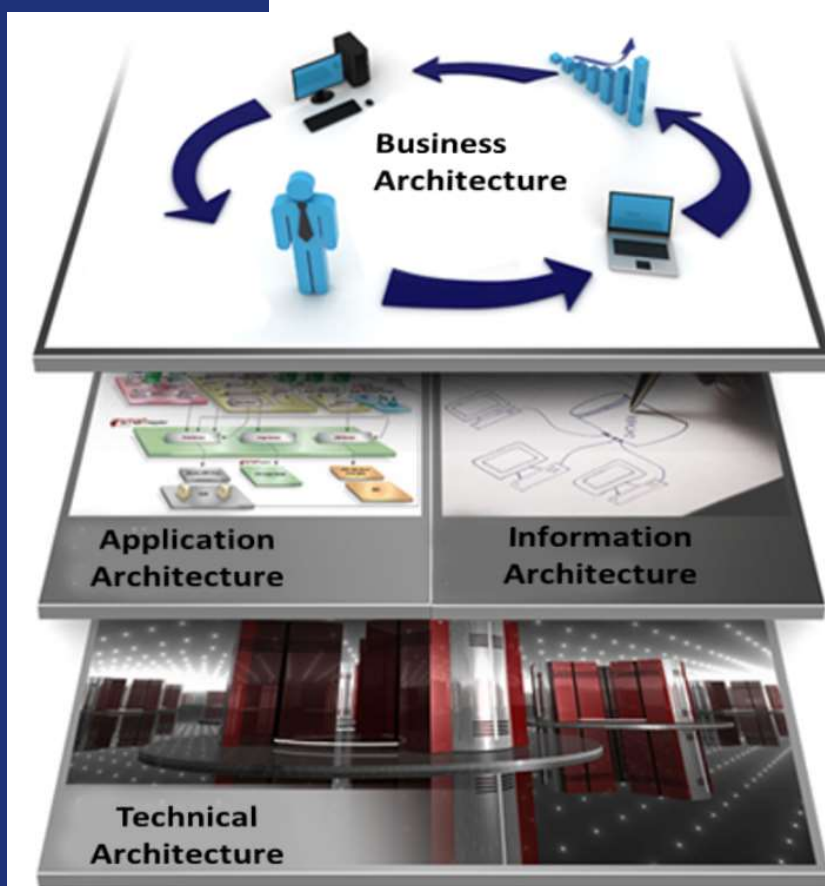 Business
Architecture
Application
Architecture
Information
Architecture
Technical
Architecture